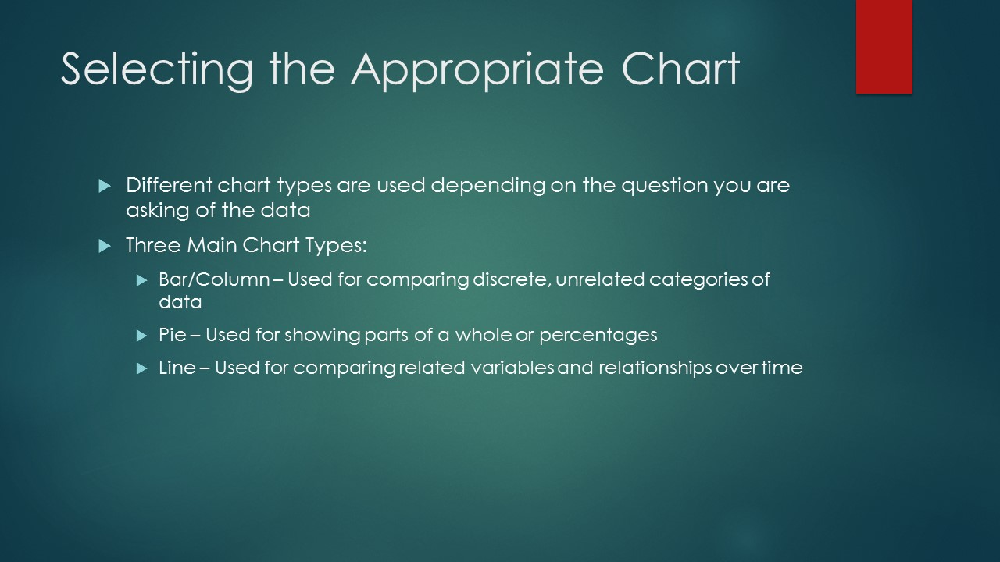 Selecting the Appropriate Chart
Different chart types are used depending on the question you are
asking of the data
Three Main Chart Types:
Bar/Column – Used for comparing discrete, unrelated categories of
data
Pie – Used for showing parts of a whole or percentages
Line – Used for comparing related variables and relationships over time